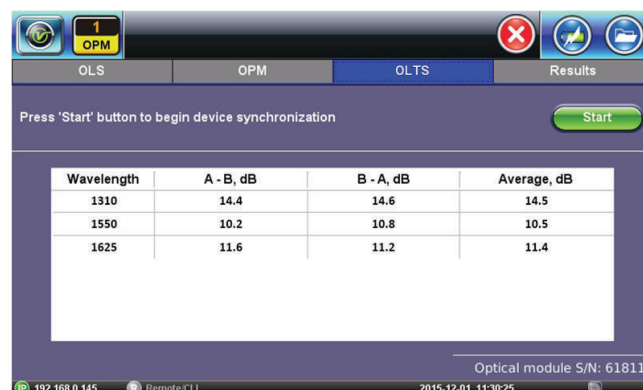 1
OPM
OLS OPM OLTS Results
Press 'Start' button to begin device synchronization
Start
Wavelength A - B, dB B - A, dB Average, dB
1310 14.4 14.6 14.5
1550 10.2 10.8 10.5
1625 11.6 11.2 11.4
Optical module S/N: 61811
IP 192.168.0.145 R Remote/CLI 2015-12-01 11:30:25